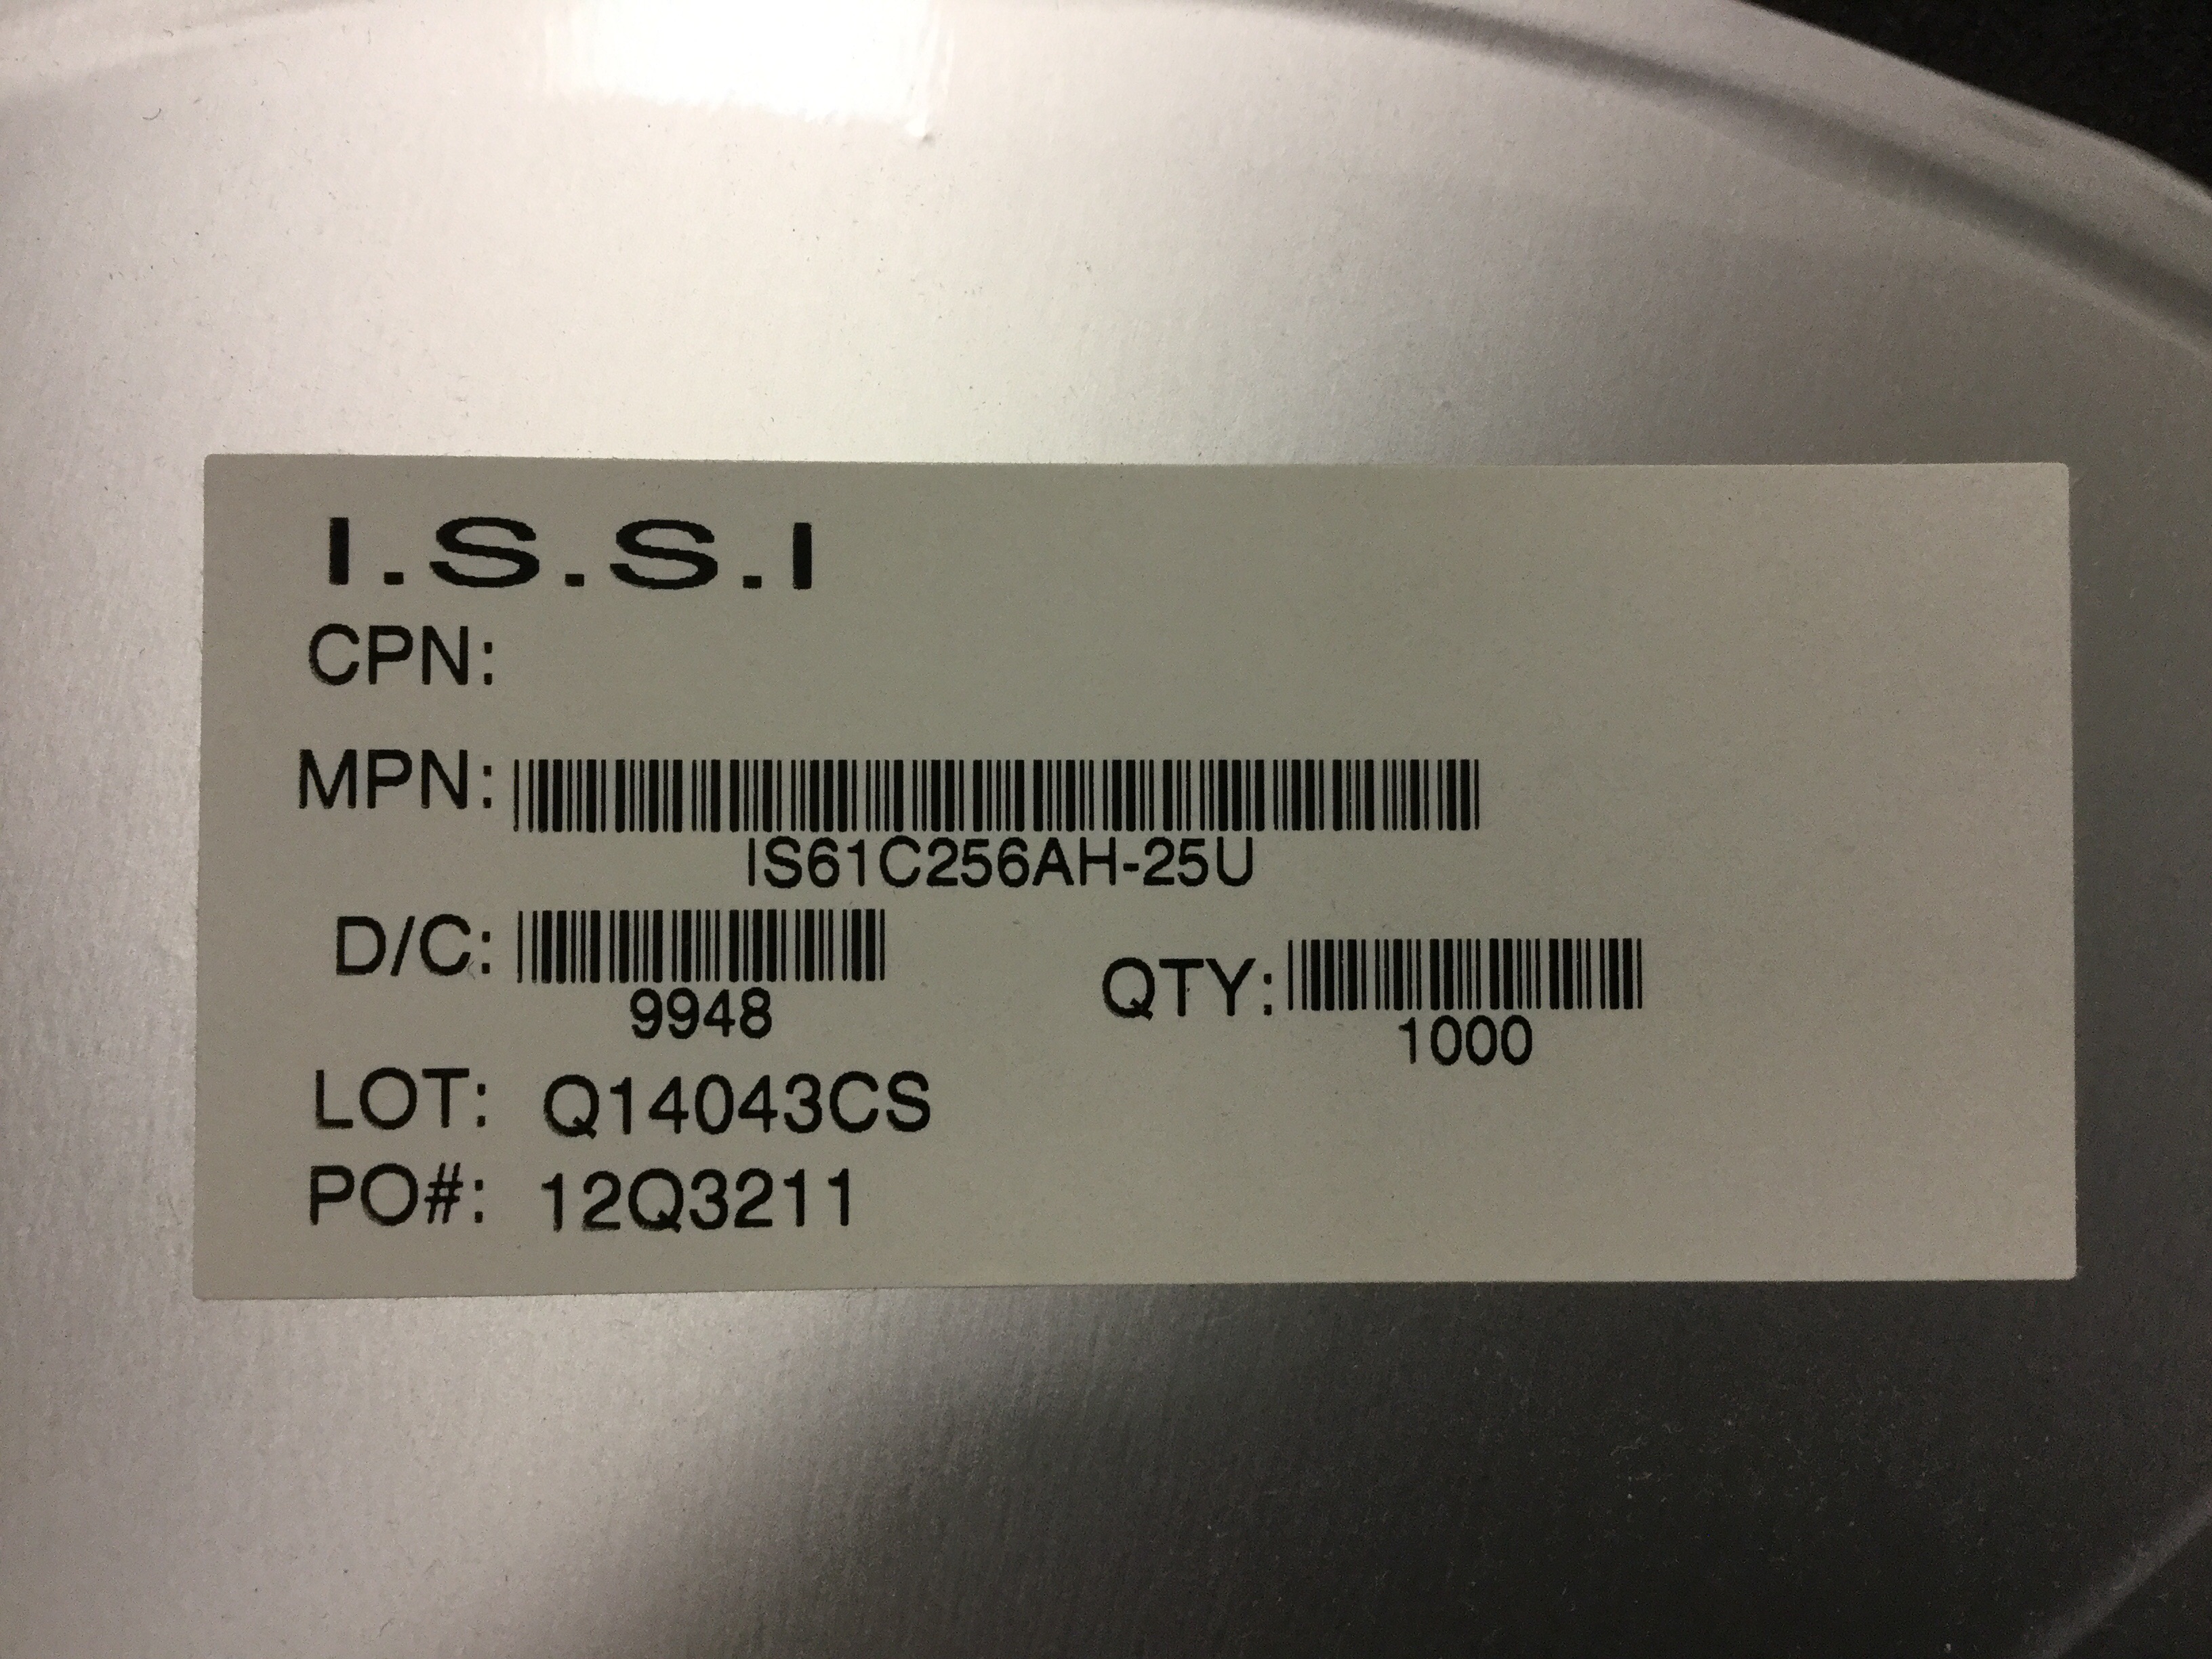 I.S.S.I
CPN:
MPN:
IS61C256AH-25U
D/C: QTY:
9948 1000
LOT: Q14043CS
PO#: 12Q3211